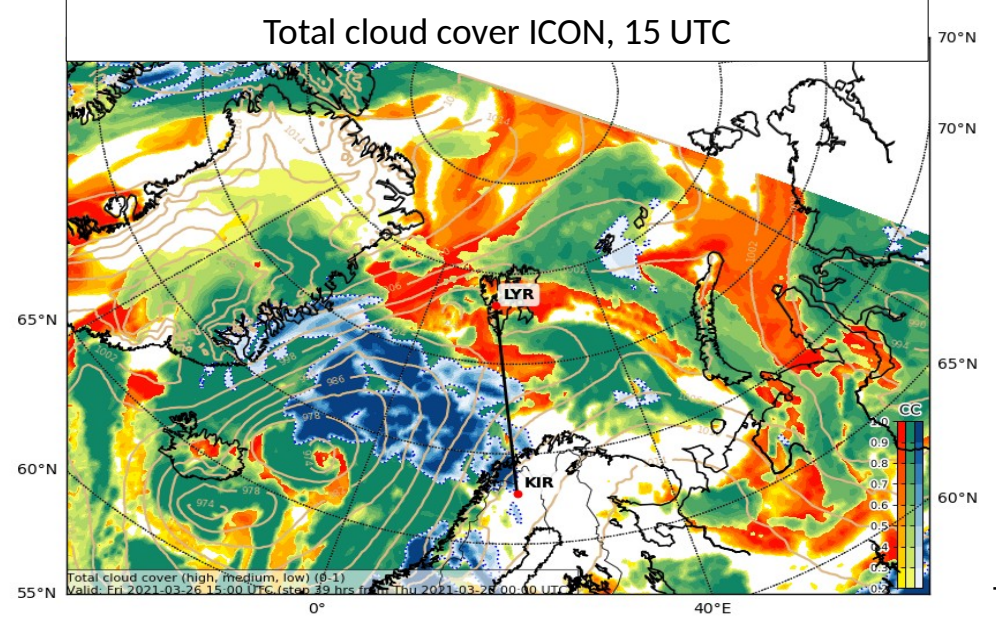 Total cloud cover ICON, 15 UTC
70°N
70°N
65°N
65°N
60°N
60°N
55°N
0°
40°E
LYR
KIR
1014
1014
1002
1002
986
978
978
974
974
994
CC
1.0
0.9
0.8
0.7
0.6
0.5
0.4
0.3
Total cloud cover (high, medium, low) (0-1)
Valid: Fri 2021-03-26 15:00 UTC (step 39 hrs from Thu 2021-03-25 00:00 UTC)